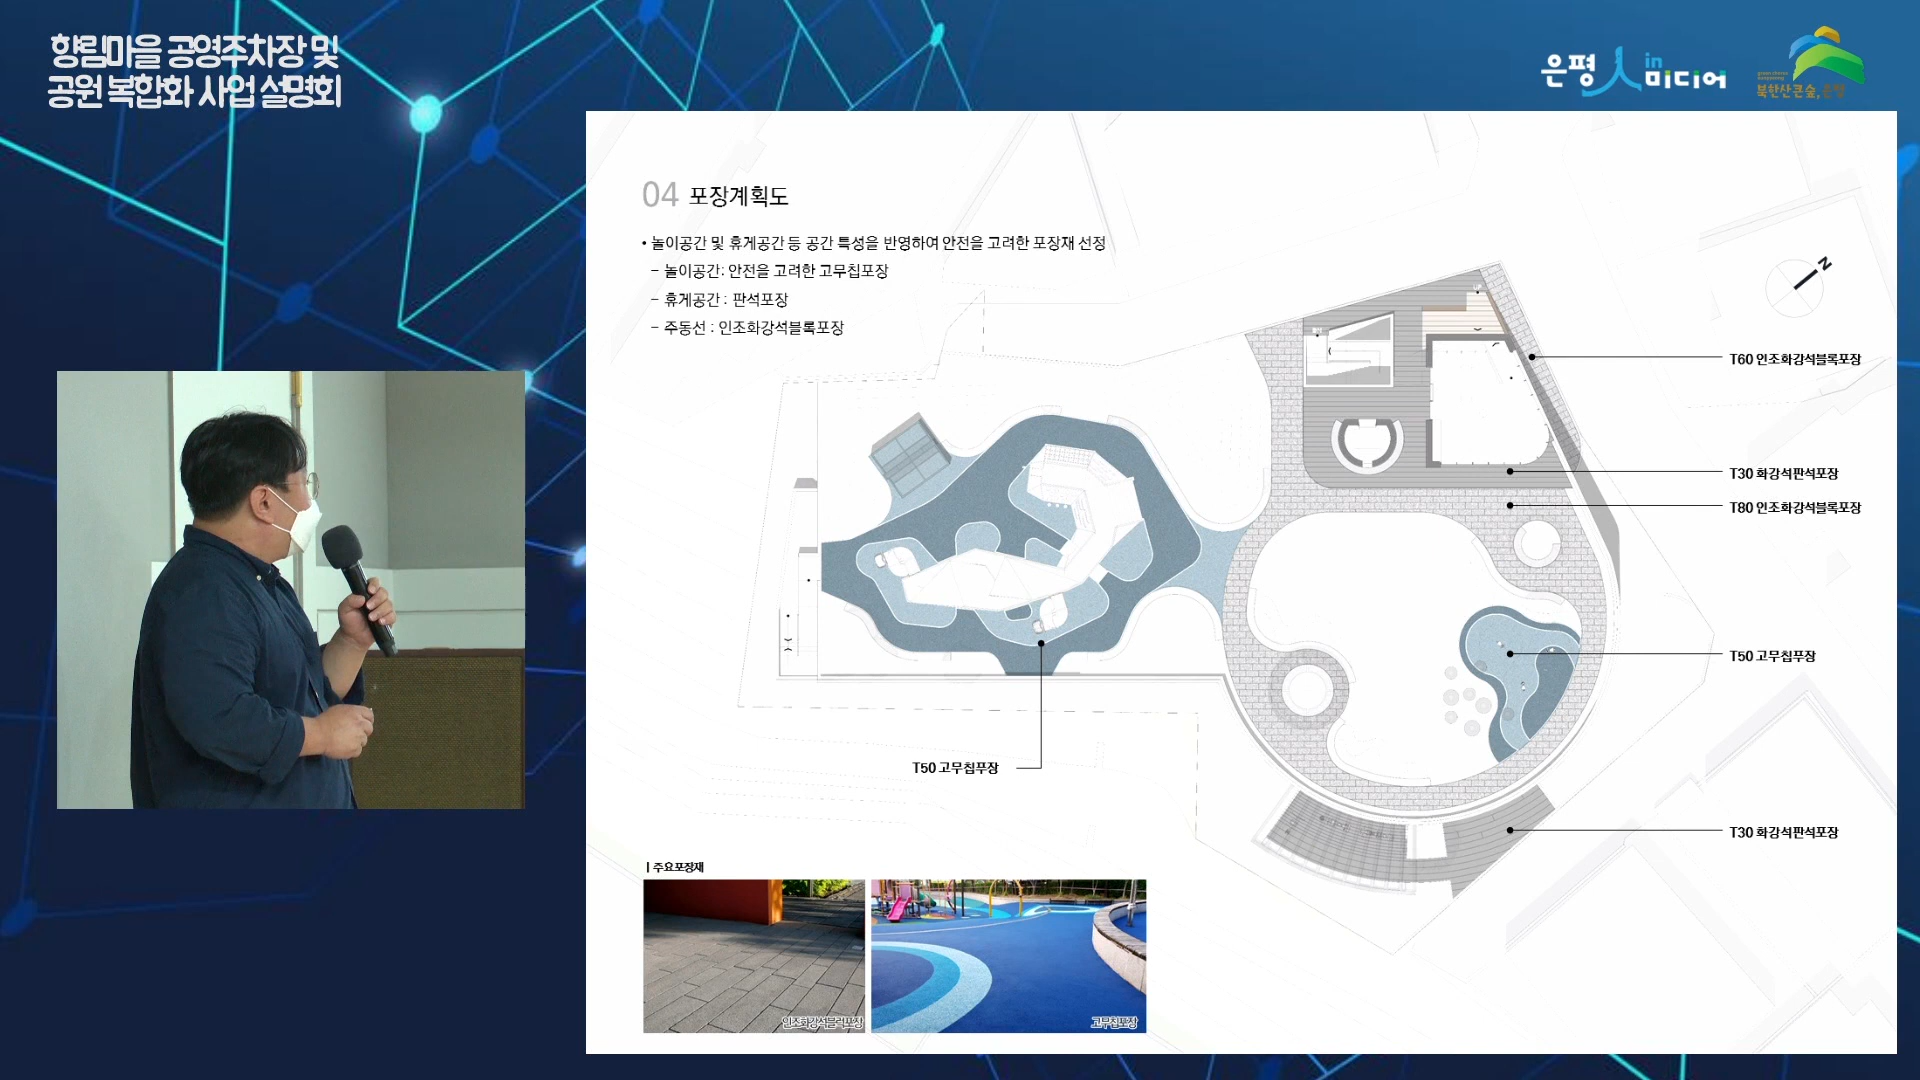 향림마을 공영주차장 및
공원 복합화 사업 설명회
은평 인 in 미디어
북한산 큰 숲, 은평
04 포장계획도
• 놀이공간 및 휴게공간 등 공간 특성을 반영하여 안전을 고려한 포장재 선정
– 놀이공간: 안전을 고려한 고무칩포장
– 휴게공간 : 판석포장
– 주동선 : 인조화강석블록포장
N
T60 인조화강석블록포장
T30 화강석판석포장
T80 인조화강석블록포장
T50 고무칩포장
T50 고무칩포장
T30 화강석판석포장
| 주요포장재
인조화강석블럭포장
고무칩포장